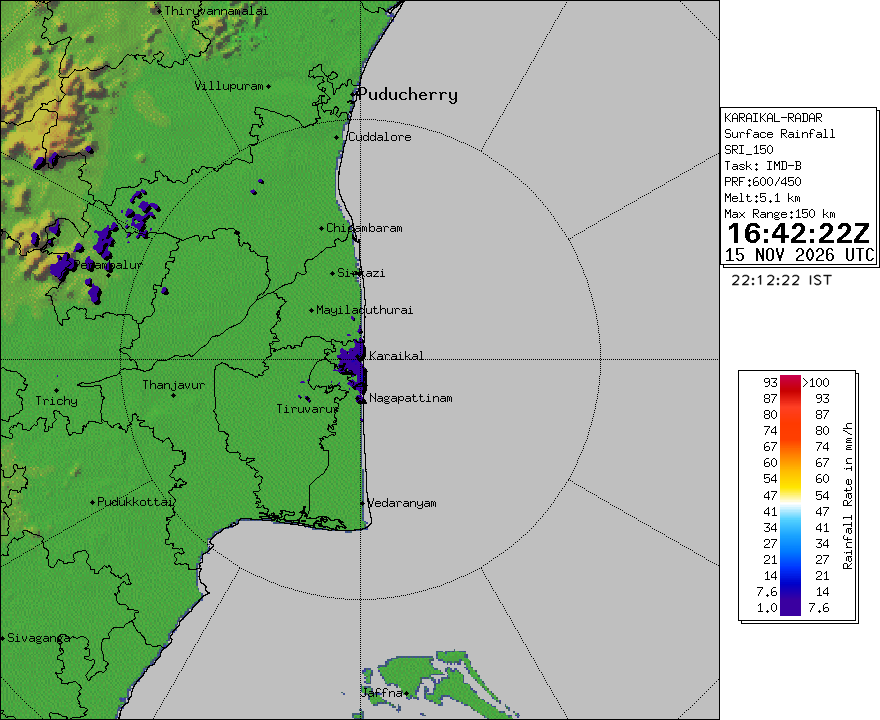 Thiruvannamalai
Villupuram
Puducherry
Cuddalore
Chidambaram
Perambalur
Sirkazi
Mayiladuthurai
Karaikal
Thanjavur
Trichy
Tiruvarur
Nagapattinam
Pudukkottai
Vedaranyam
Sivaganga
Jaffna
KARAIKAL-RADAR
Surface Rainfall
SRI_150
Task: IMD-B
PRF:600/450
Melt:5.1 km
Max Range:150 km
16:42:22Z
15 NOV 2026 UTC
22:12:22 IST
93 >100
87 93
80 87
74 80
67 74
60 67
54 60
47 54
41 47
34 41
27 34
21 27
14 21
7.6 14
1.0 7.6
Rainfall Rate in mm/h